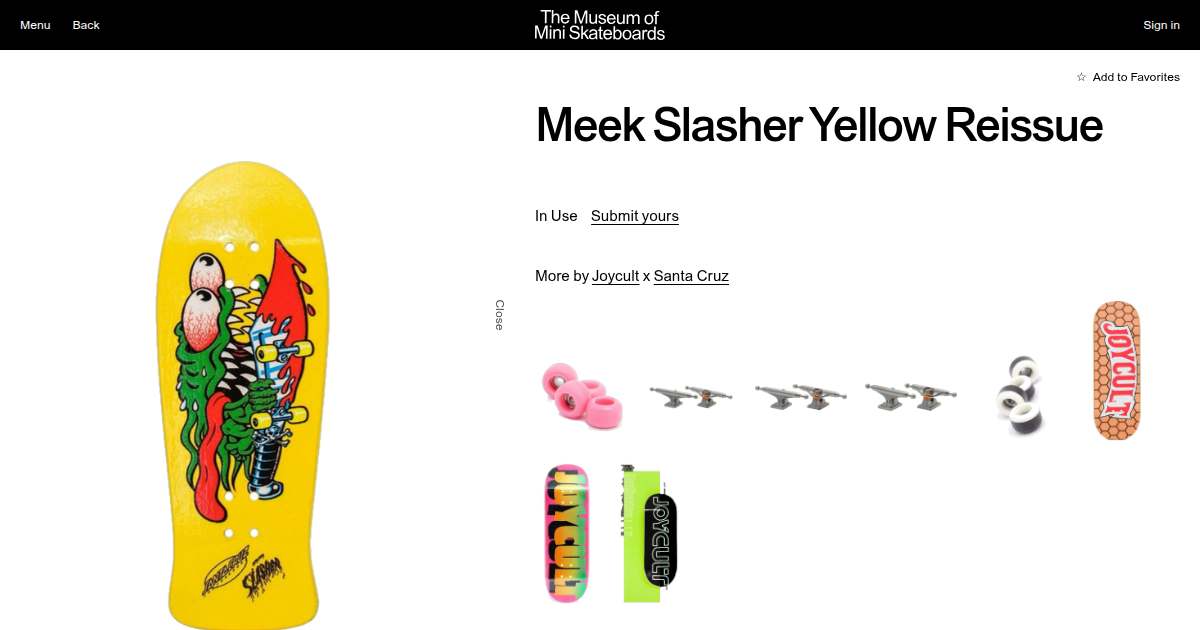 Menu
Back
The Museum of
Mini Skateboards
Sign in
☆ Add to Favorites
Meek Slasher Yellow Reissue
In Use Submit yours
More by Joycult x Santa Cruz
Close
JOYCULT
JOYCULT
JOYCULT
SLASHER